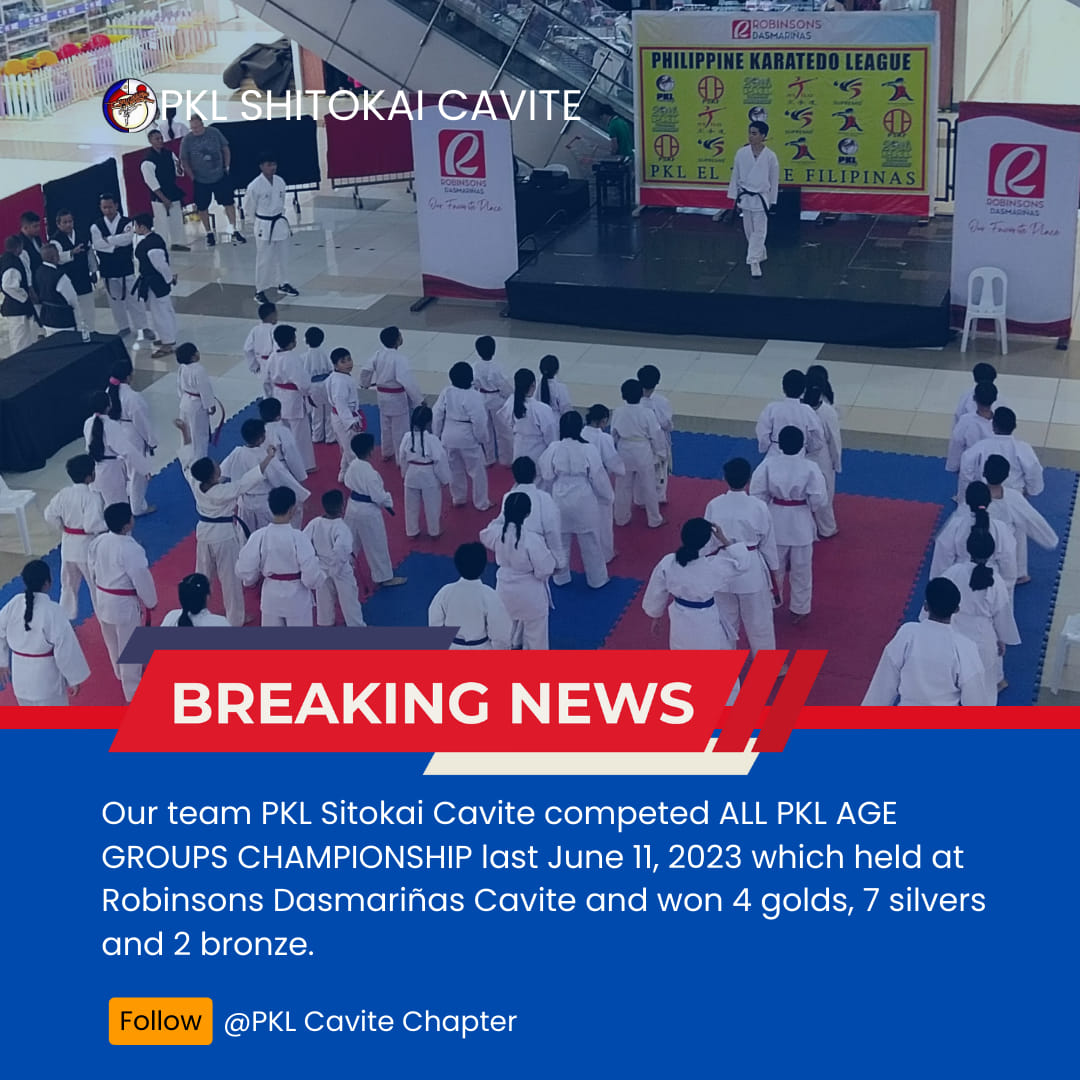 ROBINSONS
DASMARIÑAS
PHILIPPINE KARATEDO LEAGUE
PKL SHITOKAI CAVITE
PKL EL FILIPINAS
ROBINSONS
DASMARIÑAS
Our Favorite Place
ROBINSONS
DASMARIÑAS
Our Favorite Place
BREAKING NEWS
Our team PKL Sitokai Cavite competed ALL PKL AGE
GROUPS CHAMPIONSHIP last June 11, 2023 which held at
Robinsons Dasmariñas Cavite and won 4 golds, 7 silvers
and 2 bronze.
Follow @PKL Cavite Chapter